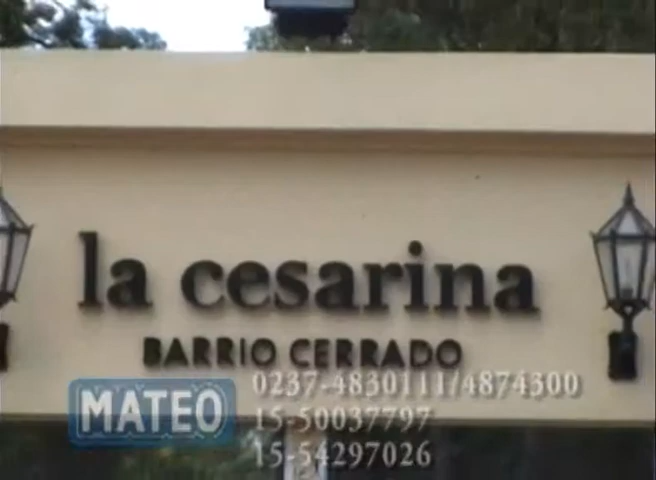 la cesarina
BARRIO CERRADO
MATEO
0237-4830111/4874300
15-50037797
15-54297026